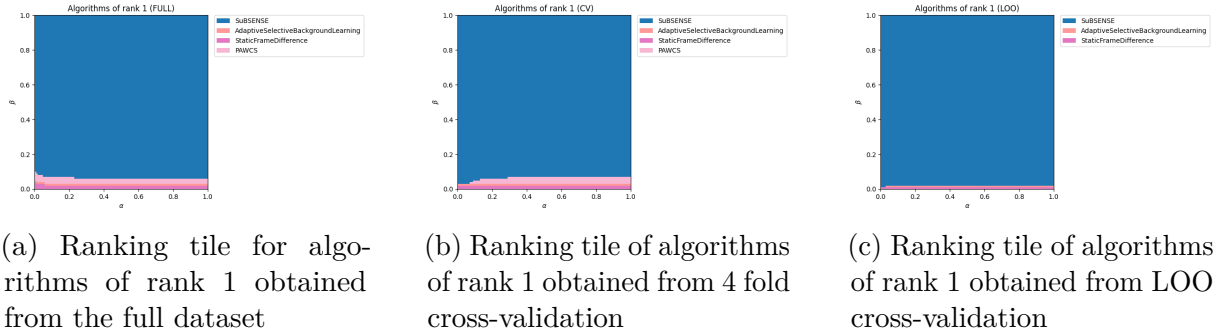 Algorithms of rank 1 (FULL)
1.0
0.8
0.6
0.4
0.2
0.0
β
0.0 0.2 0.4 0.6 0.8 1.0
α
SuBSENSE
AdaptiveSelectiveBackgroundLearning
StaticFrameDifference
PAWCS
Algorithms of rank 1 (CV)
1.0
0.8
0.6
0.4
0.2
0.0
β
0.0 0.2 0.4 0.6 0.8 1.0
α
SuBSENSE
AdaptiveSelectiveBackgroundLearning
StaticFrameDifference
PAWCS
Algorithms of rank 1 (LOO)
1.0
0.8
0.6
0.4
0.2
0.0
β
0.0 0.2 0.4 0.6 0.8 1.0
α
SuBSENSE
AdaptiveSelectiveBackgroundLearning
StaticFrameDifference
(a) Ranking tile for algo-
rithms of rank 1 obtained
from the full dataset
(b) Ranking tile of algorithms
of rank 1 obtained from 4 fold
cross-validation
(c) Ranking tile of algorithms
of rank 1 obtained from LOO
cross-validation